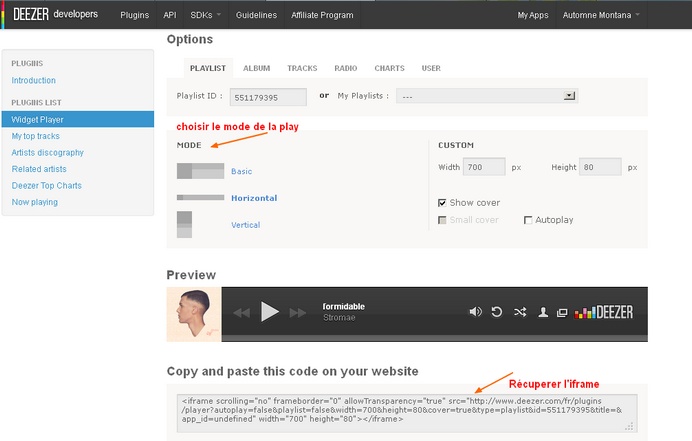 DEEZER developers Plugins API SDKs Guidelines Affiliate Program My Apps Automne Montana
Options
PLUGINS
Introduction
PLUGINS LIST
Widget Player
My top tracks
Artists discography
Related artists
Deezer Top Charts
Now playing
PLAYLIST ALBUM TRACKS RADIO CHARTS USER
Playlist ID : 551179395 or My Playlists : ---
choisir le mode de la play
MODE
Basic
Horizontal
Vertical
CUSTOM
Width 700 px Height 80 px
Show cover
Small cover Autoplay
Preview
formidable
Stromae
DEEZER
Copy and paste this code on your website
Récuperer l'iframe
<iframe scrolling="no" frameborder="0" allowTransparency="true" src="http://www.deezer.com/fr/plugins
/player?autoplay=false&playlist=false&width=700&height=80&cover=true&type=playlist&id=551179395&title=&
app_id=undefined" width="700" height="80"></iframe>